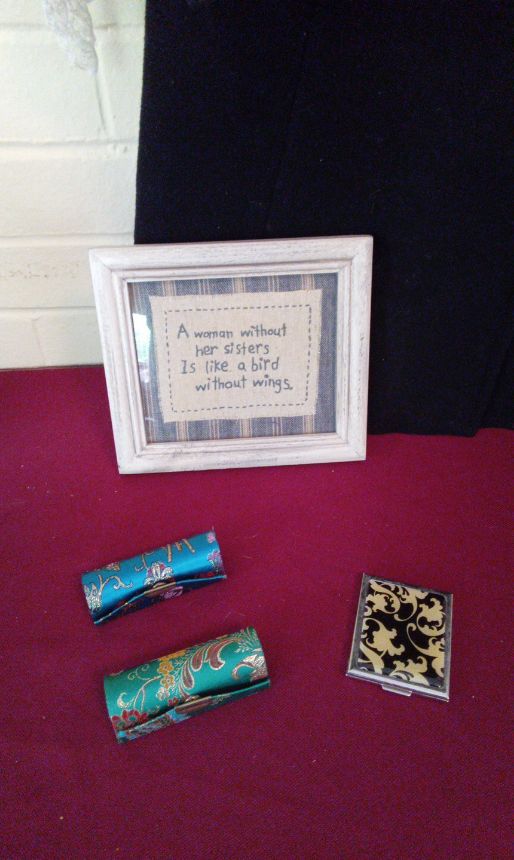 A woman without
her sisters
Is like a bird
without wings.